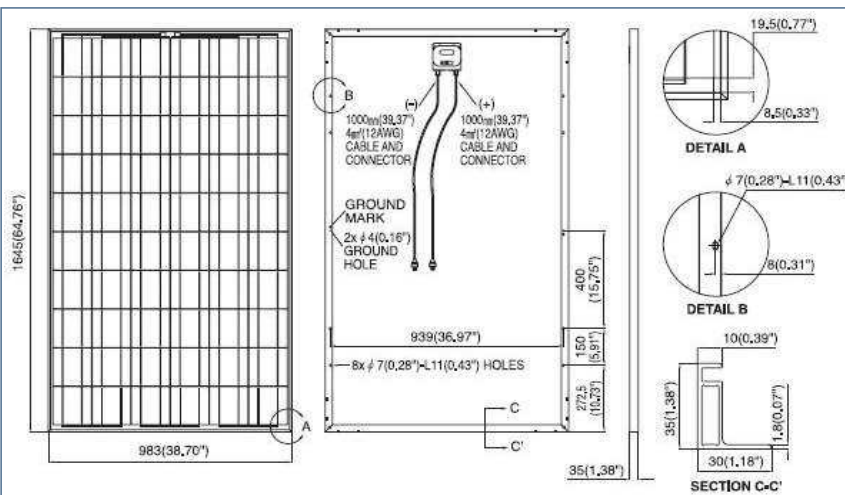 1645(64.76")
983(38.70")
A
B
(-)
1000mm(39.37")
4㎟(12AWG)
CABLE AND
CONNECTOR
(+)
1000mm(39.37")
4㎟(12AWG)
CABLE AND
CONNECTOR
GROUND
MARK
2x ϕ4(0.16")
GROUND
HOLE
939(36.97")
8x ϕ7(0.28")-L11(0.43") HOLES
400
(15.75")
150
(5.91")
272.5
(10.73")
C
C'
35(1.38")
19.5(0.77")
8.5(0.33")
DETAIL A
ϕ7(0.28")-L11(0.43"
8(0.31")
DETAIL B
10(0.39")
35(1.38")
1.8(0.07")
30(1.18")
SECTION C-C'